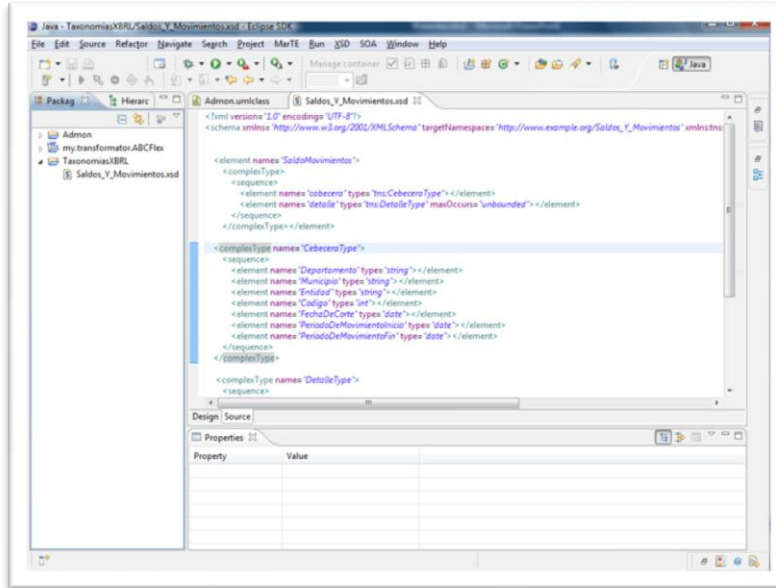 Java - TaxonomiasXBRL/Saldos_Y_Movimientos.xsd - Eclipse SDK
File Edit Source Refactor Navigate Search Project MarTE Run XSD SOA Window Help
Manage container
Java
Packag Hierarc
Admon.umlclass Saldos_Y_Movimientos.xsd
Admon
my.transformator.ABCFlex
TaxonomiasXBRL
Saldos_Y_Movimientos.xsd
<?xml version="1.0" encoding="UTF-8"?>
<schema xmlns="http://www.w3.org/2001/XMLSchema" targetNamespace="http://www.example.org/Saldos_Y_Movimientos" xmlns:tns
<element name="SaldoMovimientos">
<complexType>
<sequence>
<element name="cabecera" type="tns:CebeceraType"></element>
<element name="detalle" type="tns:DetalleType" maxOccurs="unbounded"></element>
</sequence>
</complexType></element>
<complexType name="CebeceraType">
<sequence>
<element name="Departamento" type="string"></element>
<element name="Municipio" type="string"></element>
<element name="Entidad" type="string"></element>
<element name="Codigo" type="int"></element>
<element name="FechaDeCorte" type="date"></element>
<element name="PeriodoDeMovimientoInicio" type="date"></element>
<element name="PeriodoDeMovimientoFin" type="date"></element>
</sequence>
</complexType>
<complexType name="DetalleType">
<sequence>
Design Source
Properties
Property Value